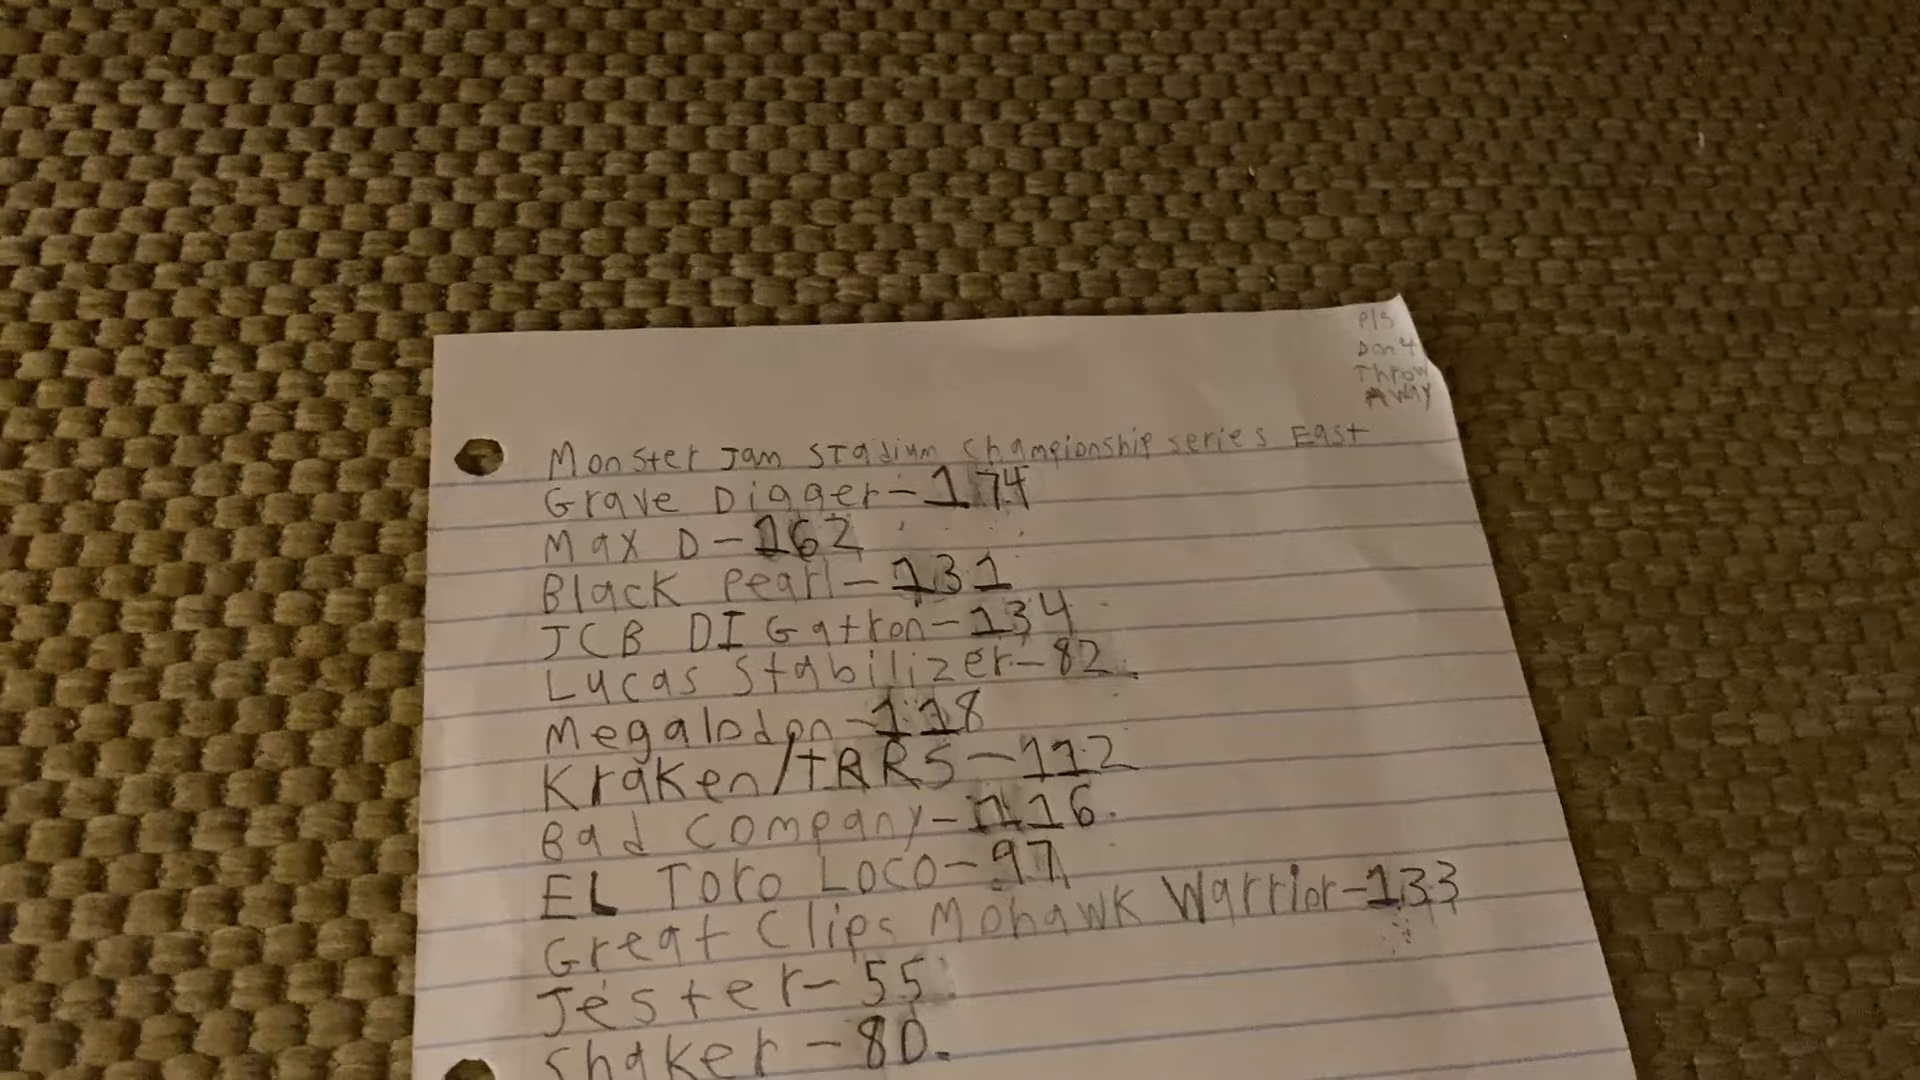 Pls
Don't
Throw
Away
Monster Jam Stadium Championship series East
Grave Digger-174
Max D-162
Black Pearl-131
JCB DIGatron-134
Lucas Stabilizer-82
Megalodon-118
Kraken/TRRS-112
Bad Company-116
EL Toro Loco-97
Great Clips Mohawk Warrior-133
Jester-55
Shaker-80